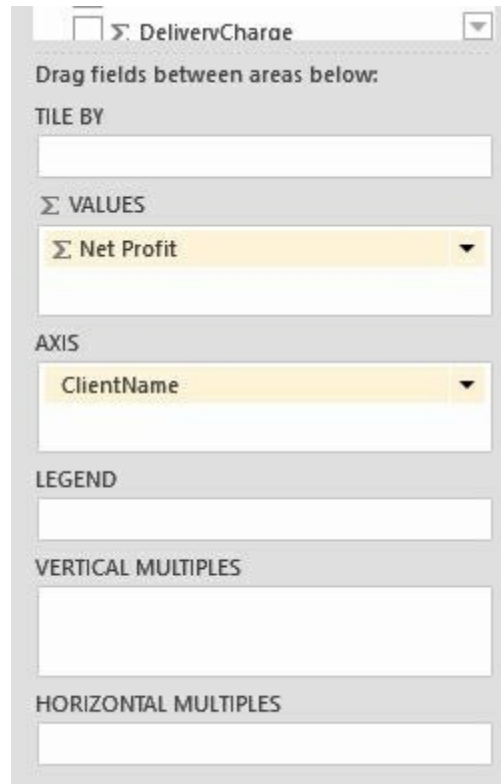 Σ DeliveryCharge
Drag fields between areas below:
TILE BY
Σ VALUES
Σ Net Profit
AXIS
ClientName
LEGEND
VERTICAL MULTIPLES
HORIZONTAL MULTIPLES